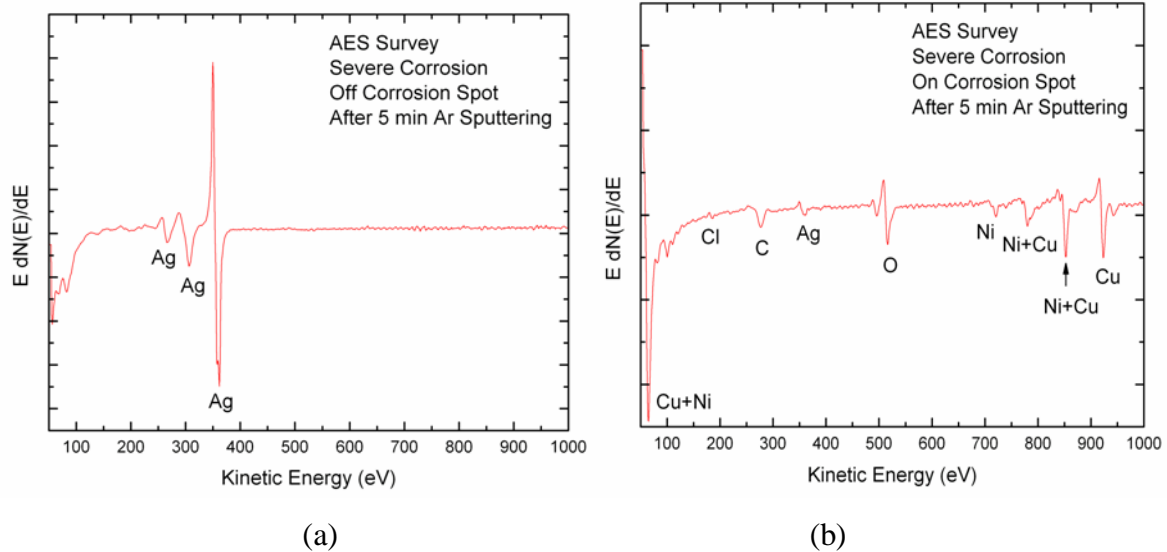 AES Survey
Severe Corrosion
Off Corrosion Spot
After 5 min Ar Sputtering
E dN(E)/dE
Ag
Ag
Ag
100 200 300 400 500 600 700 800 900 1000
Kinetic Energy (eV)
(a)
AES Survey
Severe Corrosion
On Corrosion Spot
After 5 min Ar Sputtering
E dN(E)/dE
Cl
C
Ag
O
Ni
Ni+Cu
Cu
Ni+Cu
Cu+Ni
100 200 300 400 500 600 700 800 900 1000
Kinetic Energy (eV)
(b)